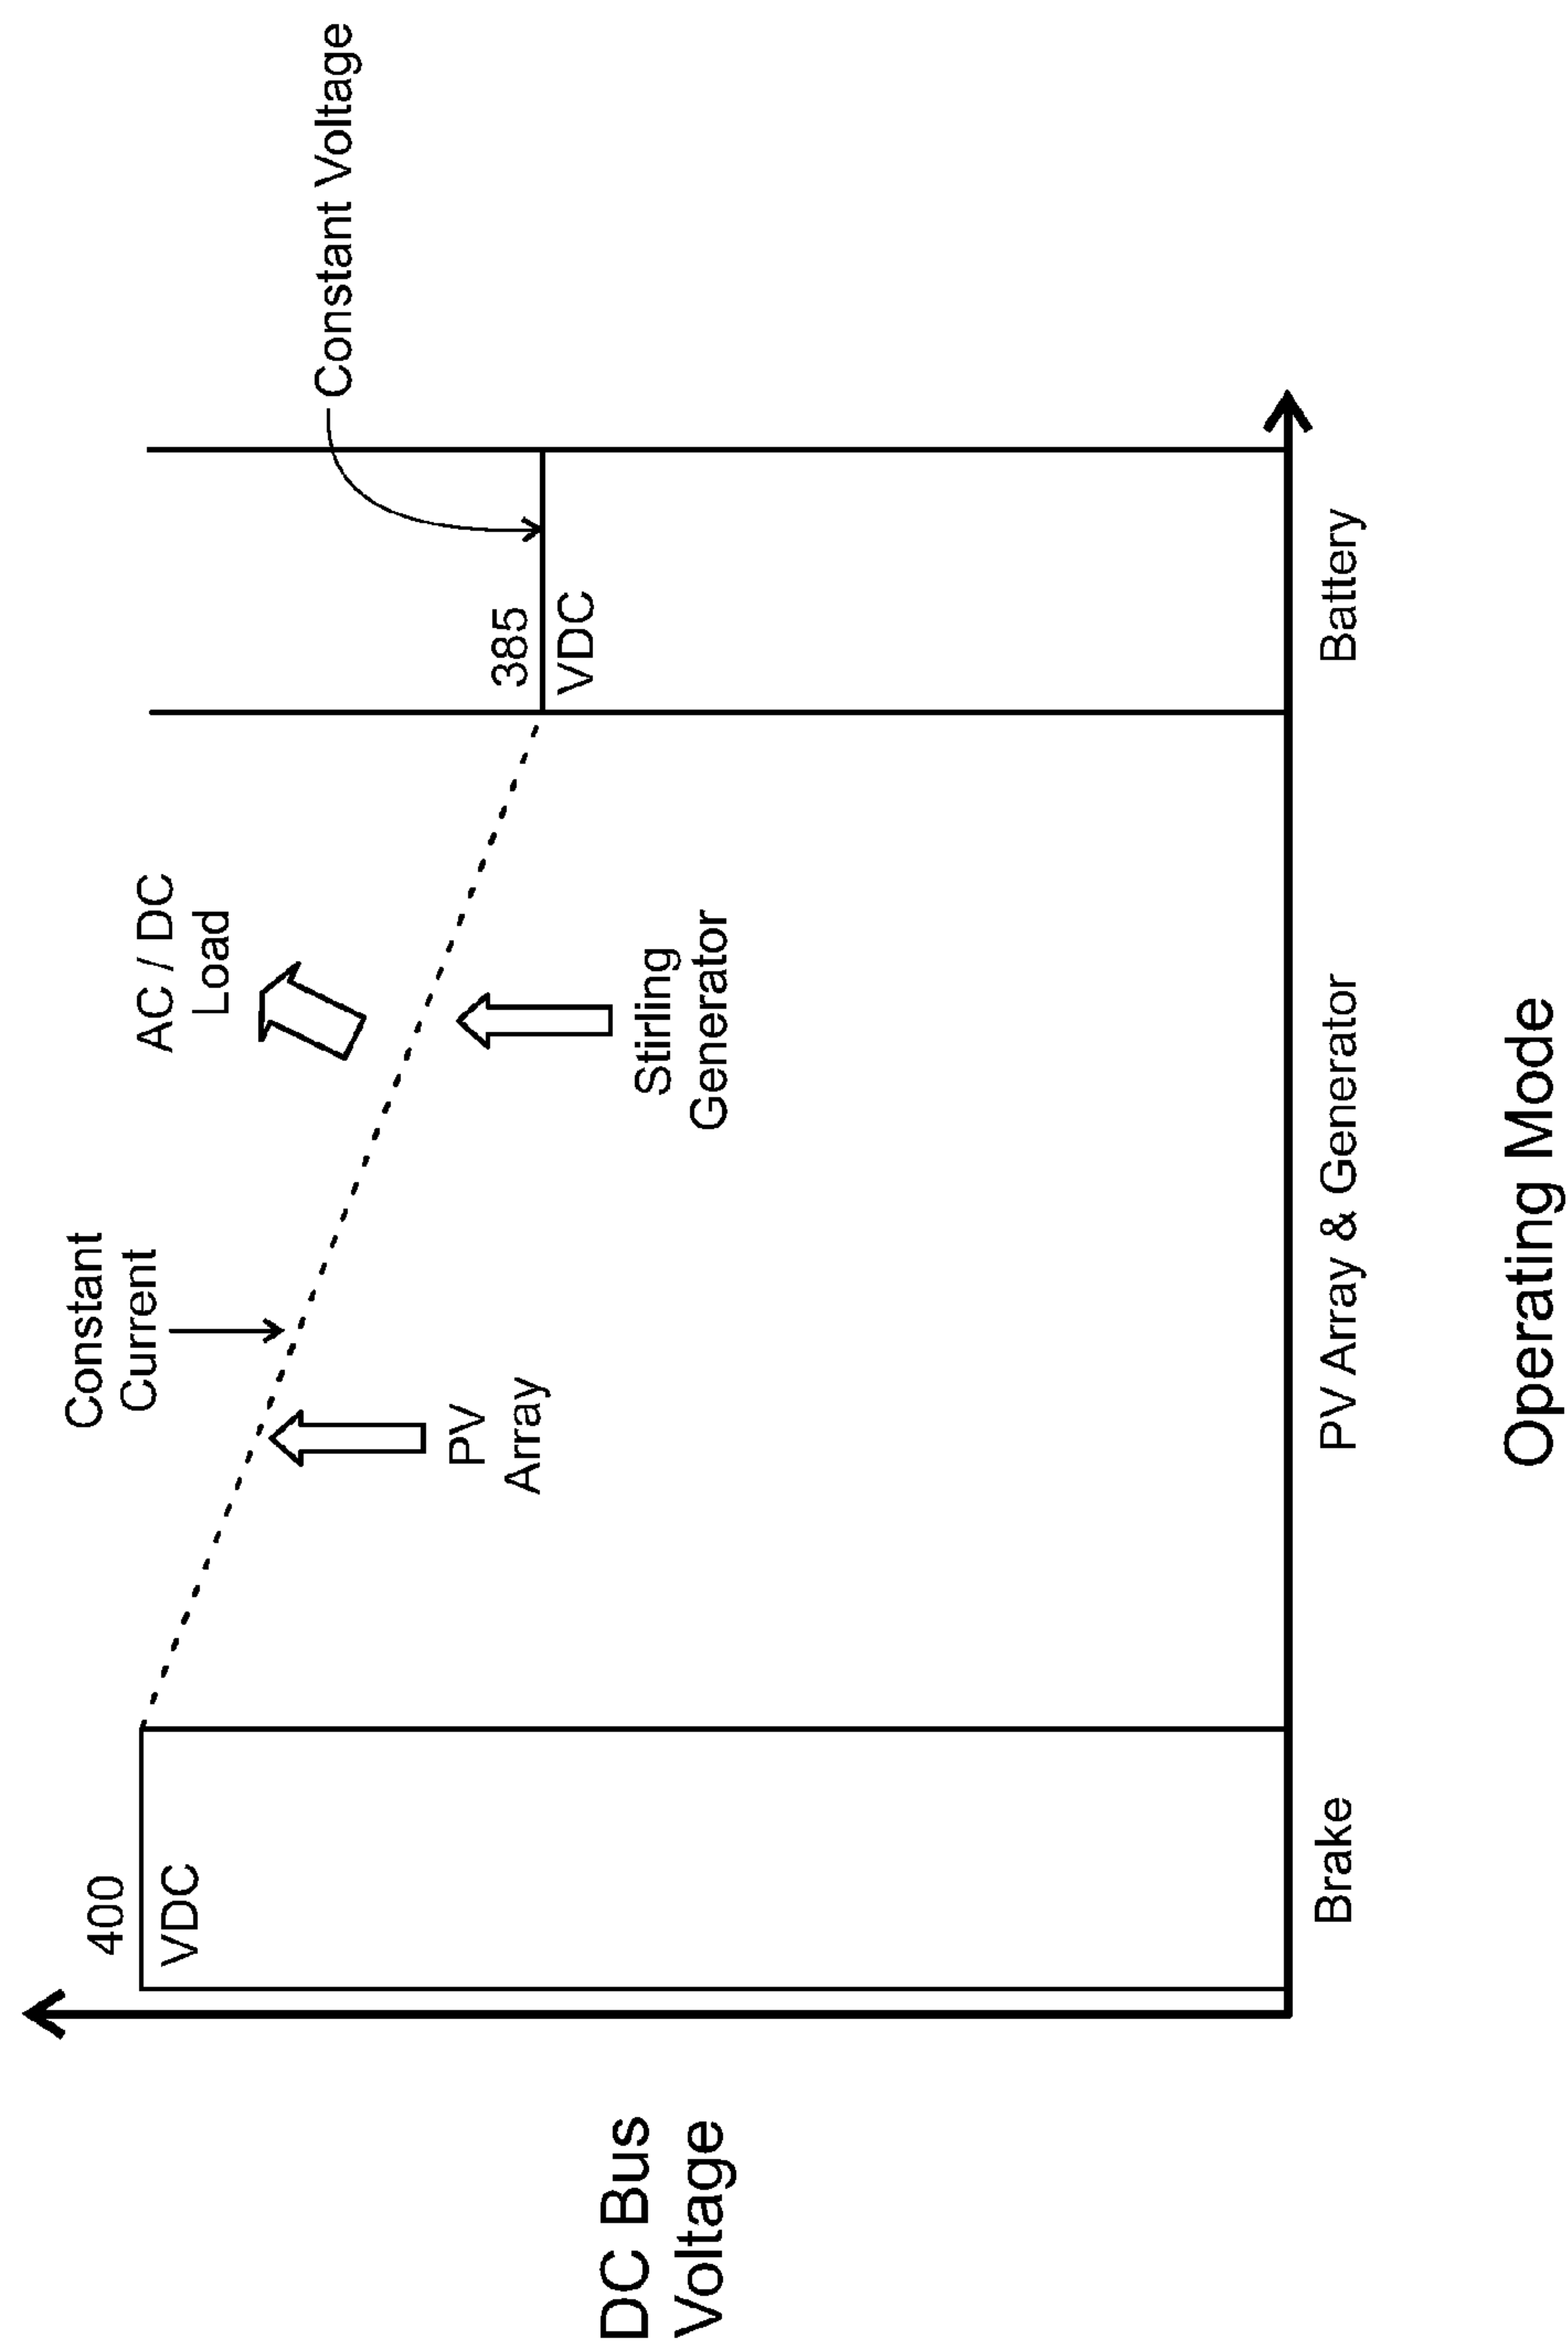 400
VDC
Constant
Current
PV
Array
AC / DC
Load
Stirling
Generator
385
VDC
Constant Voltage
DC Bus
Voltage
Brake
PV Array & Generator
Battery
Operating Mode